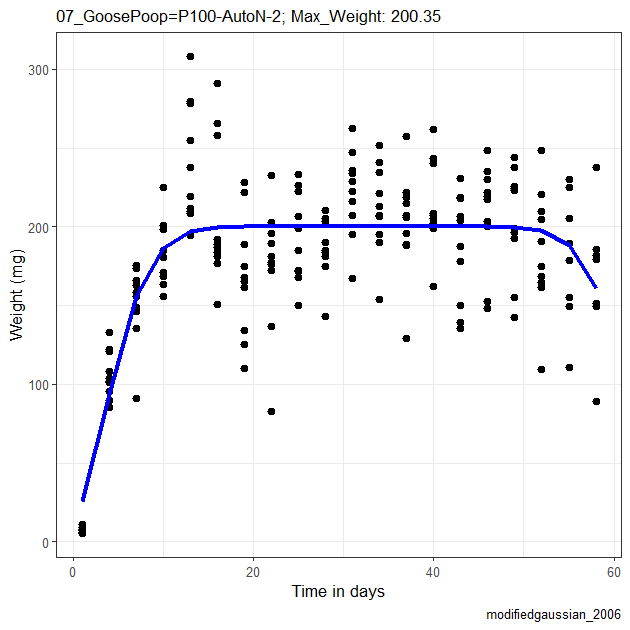 07_GoosePoop=P100-AutoN-2; Max_Weight: 200.35
300
200
100
0
Weight (mg)
0 20 40 60
Time in days
modifiedgaussian_2006